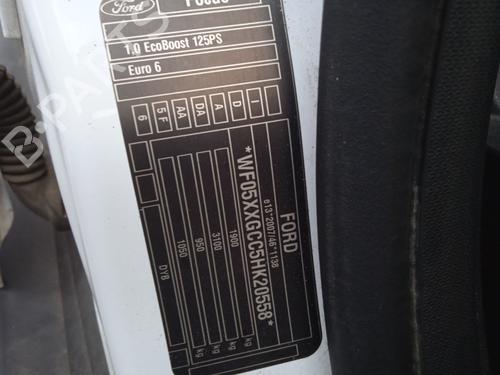 Ford
Focus
1.0 EcoBoost 125PS
Euro 6
6 5F AA DA A D I
FORD
e13*2007/46*1138
*WF05XXGCC5HK20558*
1900 kg
3100 kg
950 kg
1050 kg
DYB
B-PARTS